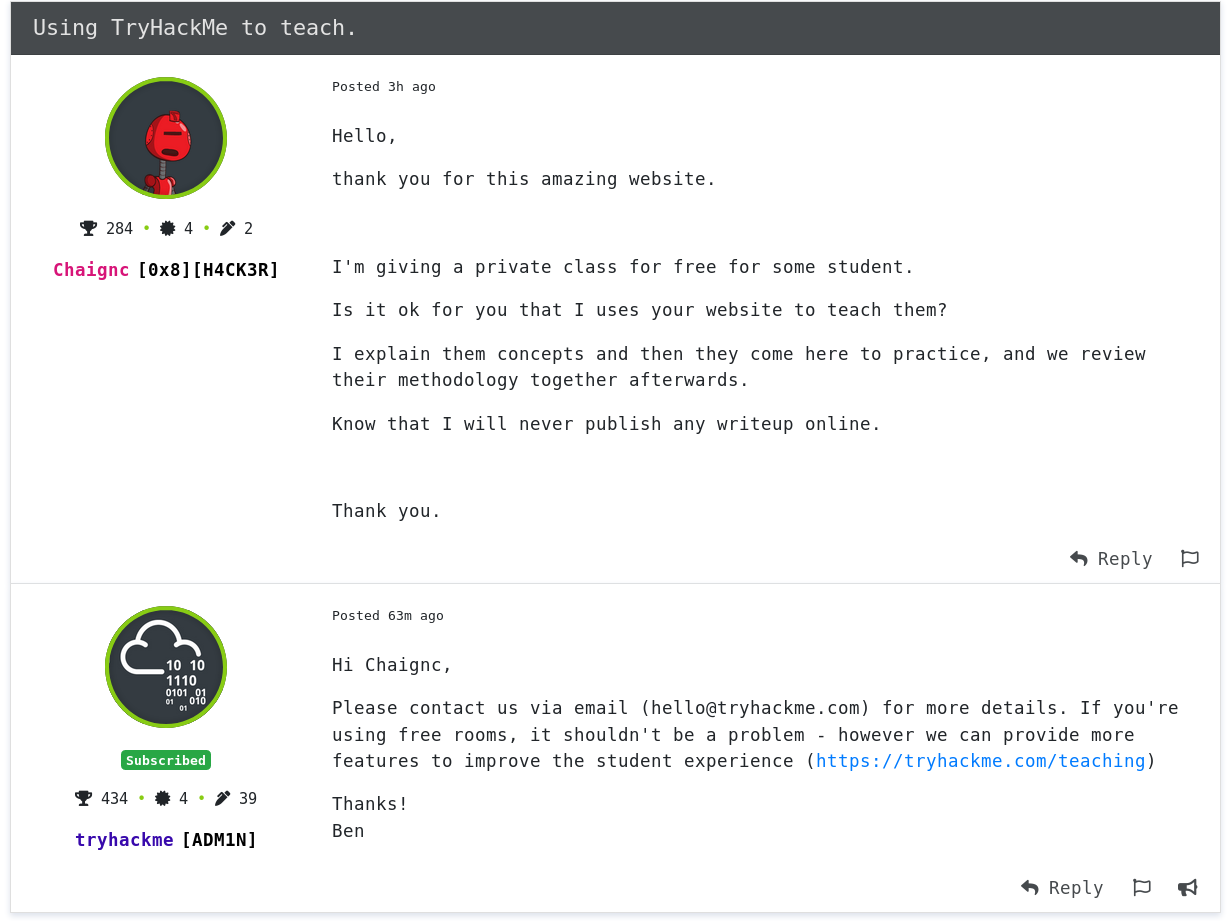 Using TryHackMe to teach.
Posted 3h ago
284 • 4 • 2
Chaignc [0x8][H4CK3R]
Hello,
thank you for this amazing website.
I'm giving a private class for free for some student.
Is it ok for you that I uses your website to teach them?
I explain them concepts and then they come here to practice, and we review
their methodology together afterwards.
Know that I will never publish any writeup online.
Thank you.
Reply
10 10
1110
0101 01
01 010
01
Subscribed
434 • 4 • 39
tryhackme [ADM1N]
Posted 63m ago
Hi Chaignc,
Please contact us via email (hello@tryhackme.com) for more details. If you're
using free rooms, it shouldn't be a problem - however we can provide more
features to improve the student experience (https://tryhackme.com/teaching)
Thanks!
Ben
Reply